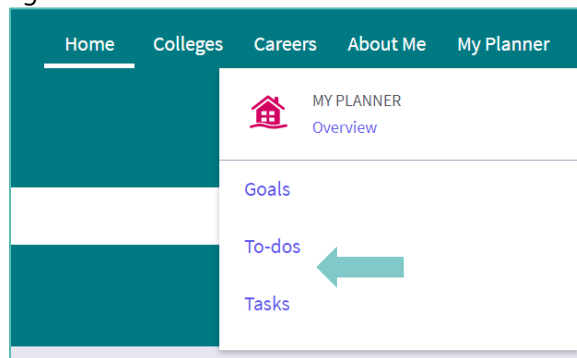 Home Colleges Careers About Me My Planner
MY PLANNER
Overview
Goals
To-dos
Tasks